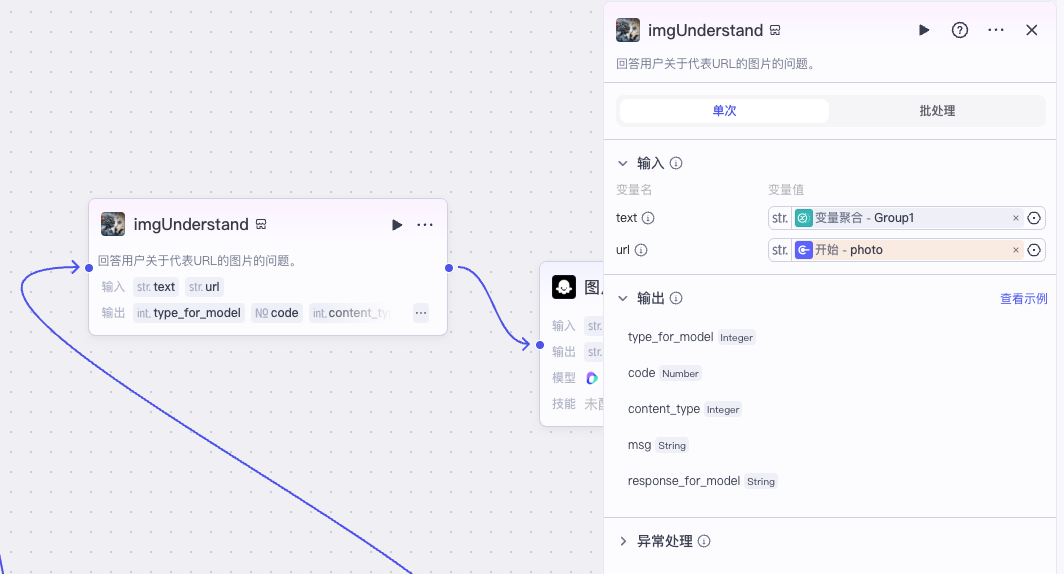 imgUnderstand
回答用户关于代表URL的图片的问题。
输入 str. text str. url
输出 int. type_for_model № code int. content_ty
输入 str.
输出 str.
模型
技能
imgUnderstand
回答用户关于代表URL的图片的问题。
单次 批处理
输入
变量名 变量值
text str. 变量聚合 - Group1
url str. 开始 - photo
输出 查看示例
type_for_model Integer
code Number
content_type Integer
msg String
response_for_model String
异常处理